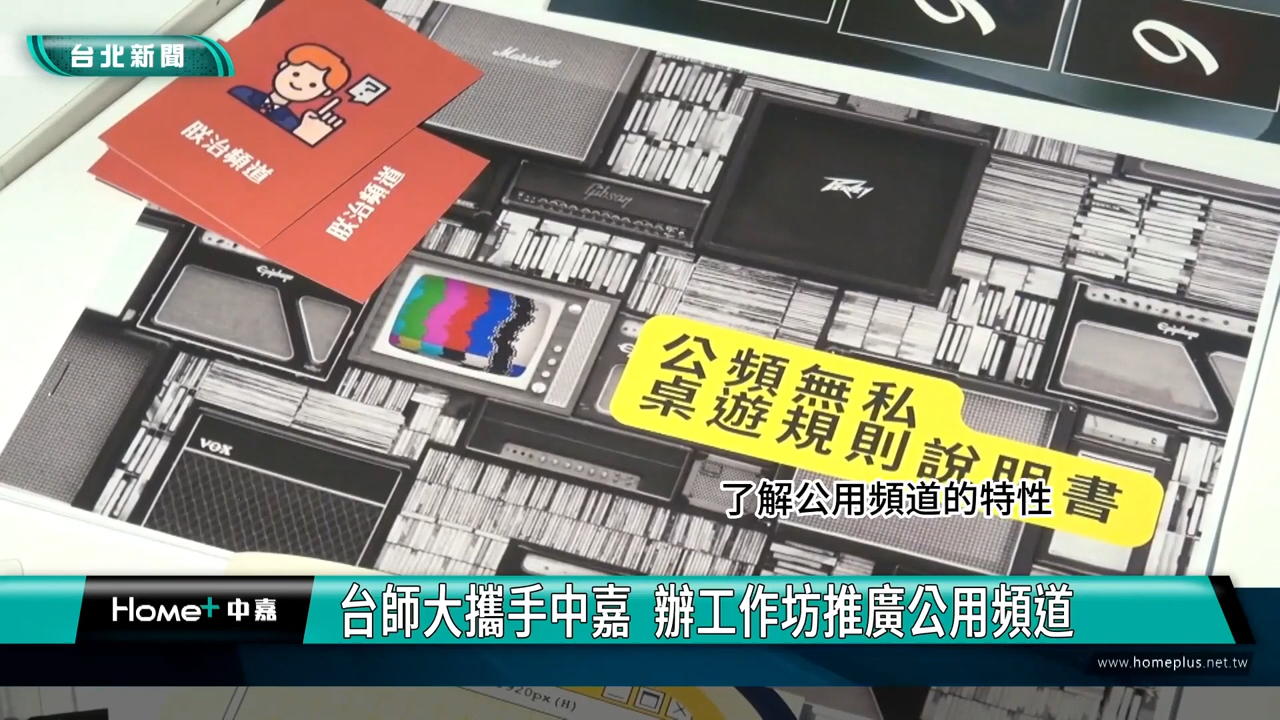 台北新聞
Marshall
6
6
?
朕治頻道
朕治頻道
Gibson
PEAVEY
Epiphone
Epiphone
公頻無私
桌遊規則說明書
VOX
了解公用頻道的特性
Home+ 中嘉
台師大攜手中嘉 辦工作坊推廣公用頻道
www.homeplus.net.tw
920px(H)